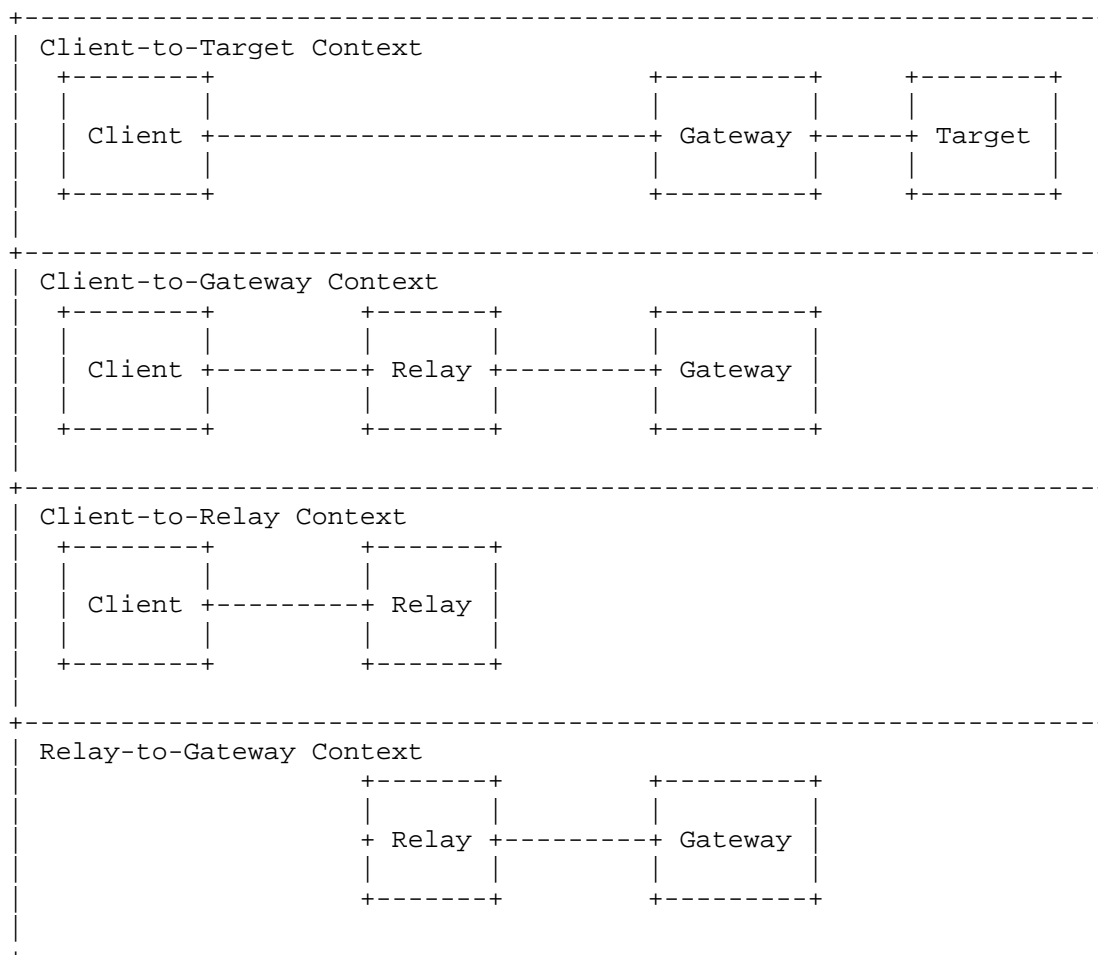 Client-to-Target Context
Client Gateway Target
Client-to-Gateway Context
Client Relay Gateway
Client-to-Relay Context
Client Relay
Relay-to-Gateway Context
Relay Gateway